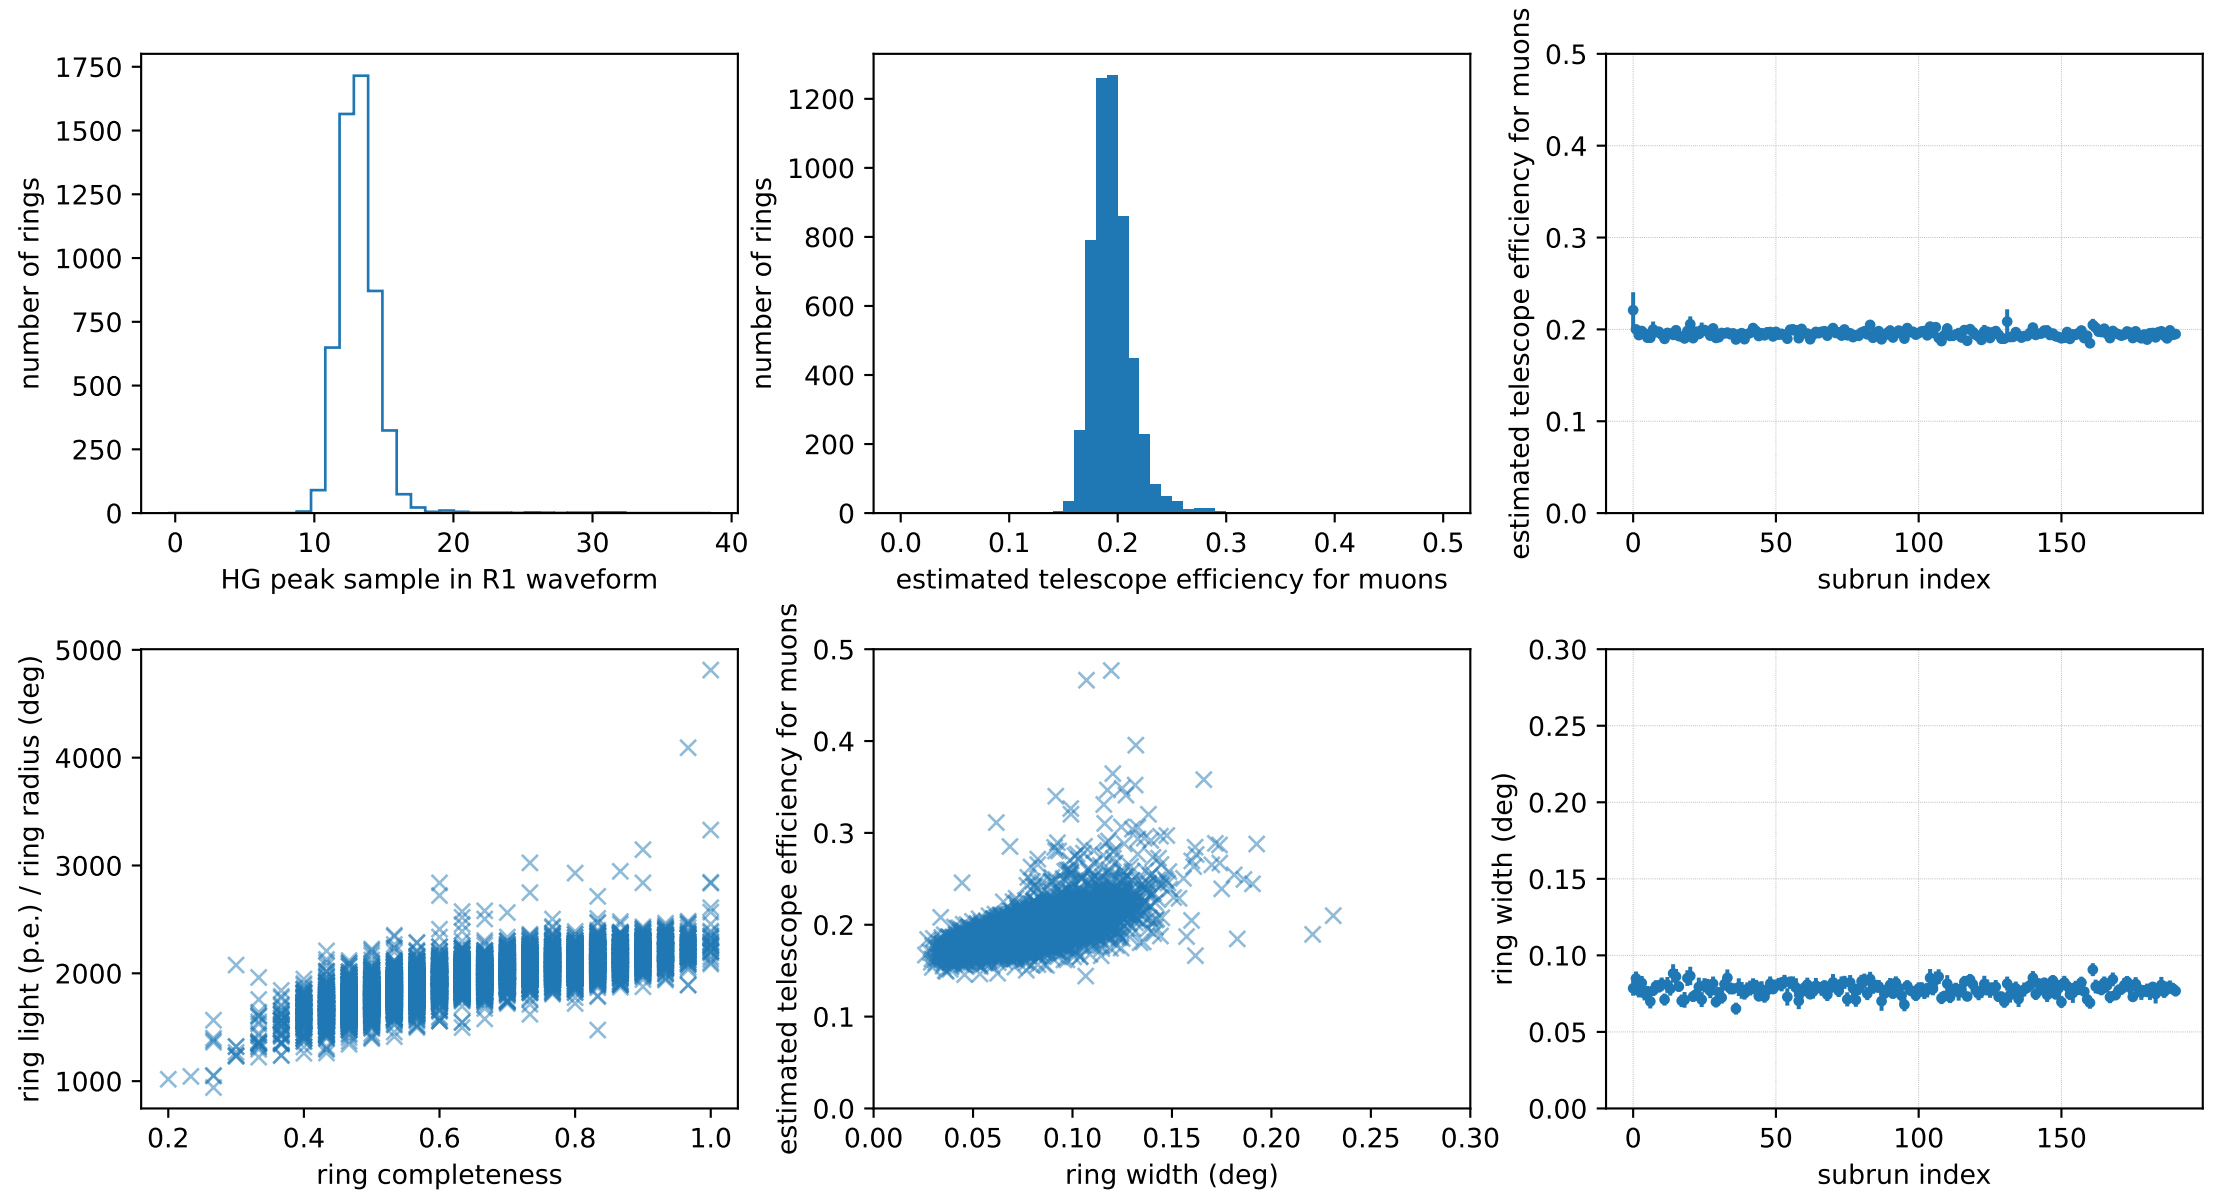 1750
1500
1250
1000
750
500
250
0
number of rings
0 10 20 30 40
HG peak sample in R1 waveform
1200
1000
800
600
400
200
0
number of rings
0.0 0.1 0.2 0.3 0.4 0.5
estimated telescope efficiency for muons
0.5
0.4
0.3
0.2
0.1
0.0
estimated telescope efficiency for muons
0 50 100 150
subrun index
5000
4000
3000
2000
1000
ring light (p.e.) / ring radius (deg)
0.2 0.4 0.6 0.8 1.0
ring completeness
0.5
0.4
0.3
0.2
0.1
0.0
estimated telescope efficiency for muons
0.00 0.05 0.10 0.15 0.20 0.25 0.30
ring width (deg)
0.30
0.25
0.20
0.15
0.10
0.05
0.00
ring width (deg)
0 50 100 150
subrun index